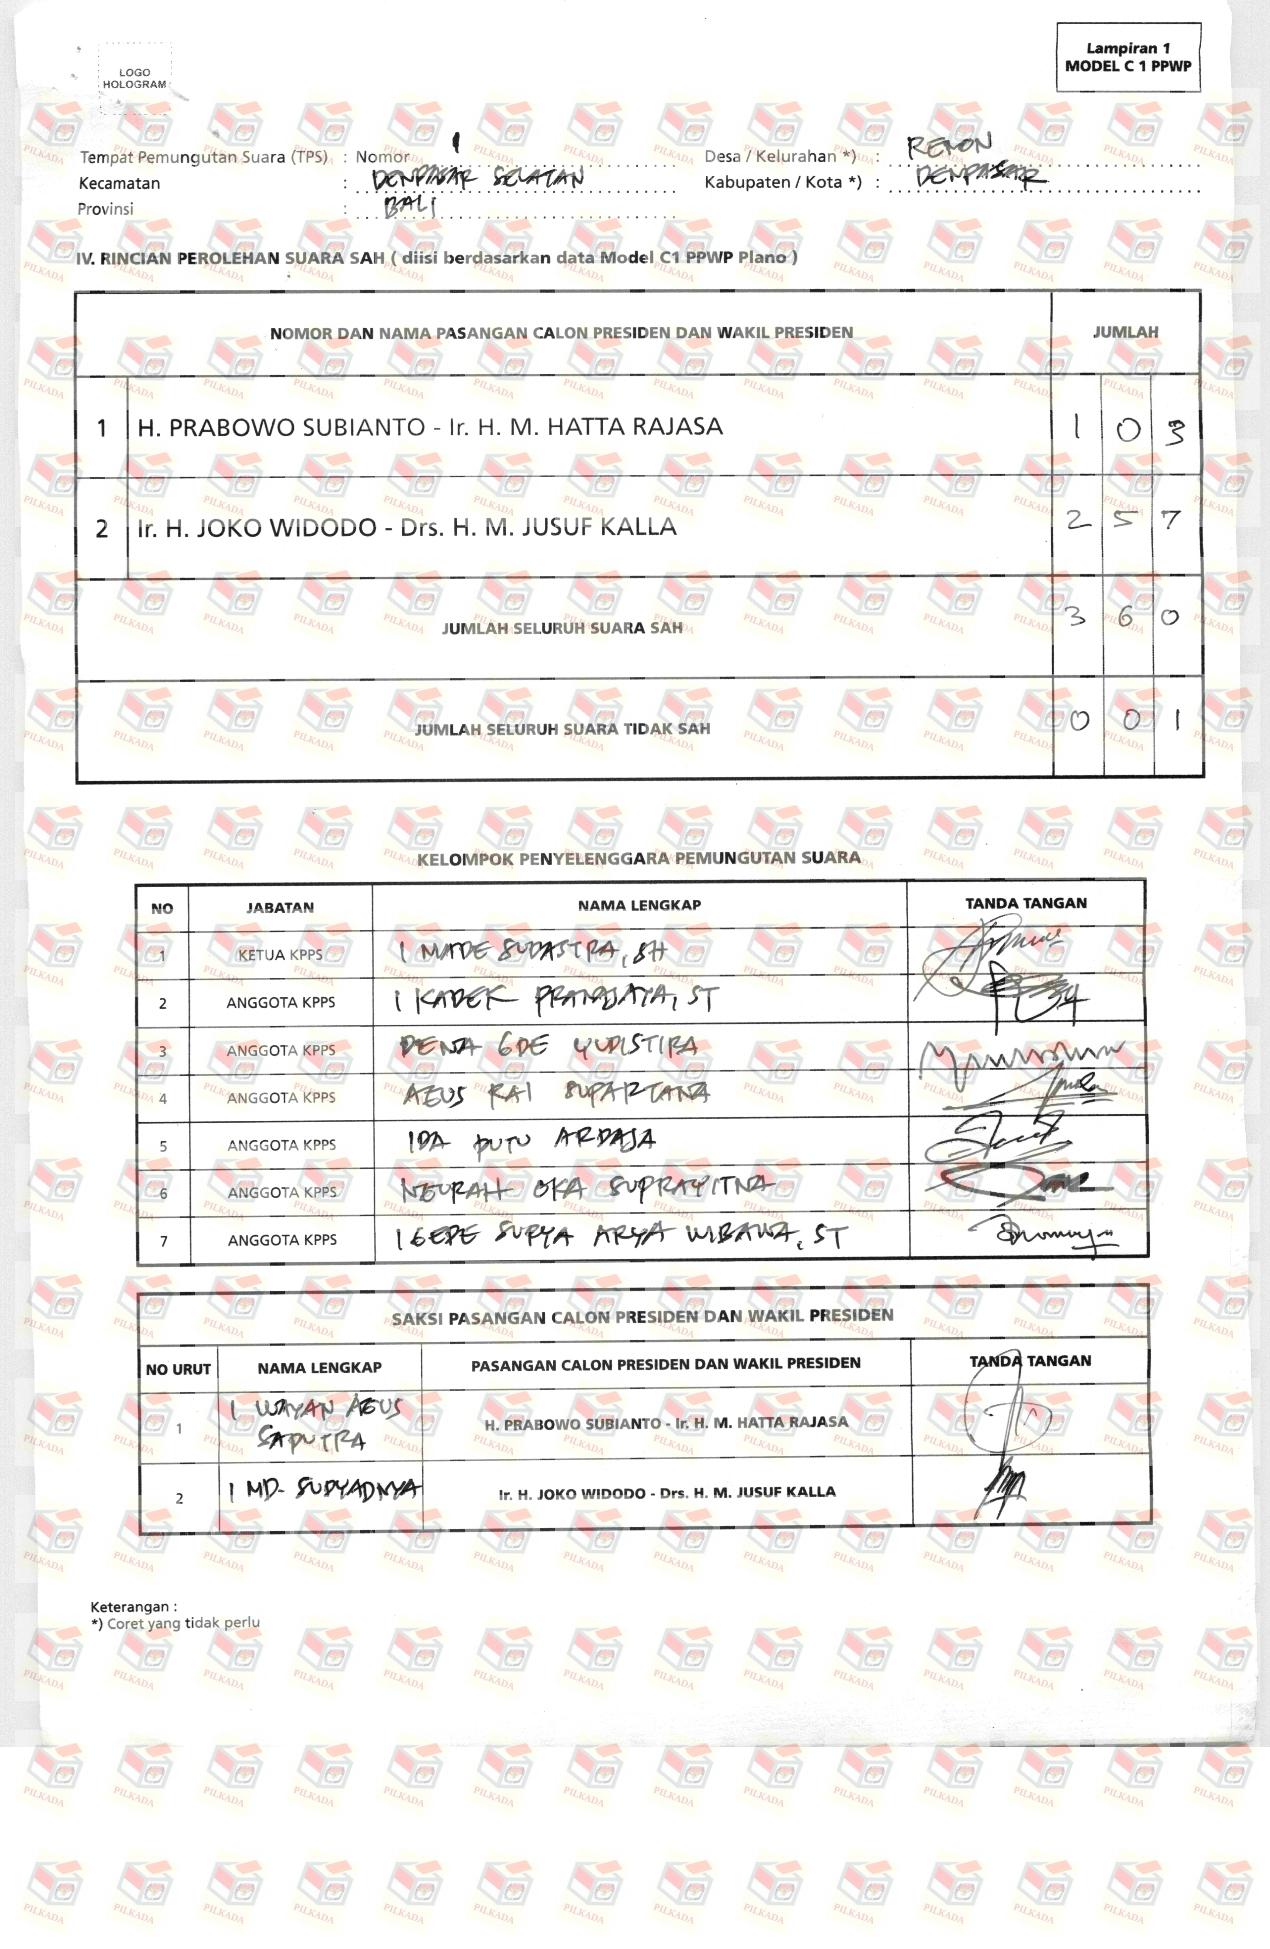 LOGO
HOLOGRAM
Lampiran 1
MODEL C 1 PPWP
Tempat Pemungutan Suara (TPS) : Nomor 1 Desa / Kelurahan *) : RENON
Kecamatan : DENPASAR SELATAN Kabupaten / Kota *) : DENPASAR
Provinsi : BALI
IV. RINCIAN PEROLEHAN SUARA SAH ( diisi berdasarkan data Model C1 PPWP Plano )
NOMOR DAN NAMA PASANGAN CALON PRESIDEN DAN WAKIL PRESIDEN JUMLAH
1 H. PRABOWO SUBIANTO - Ir. H. M. HATTA RAJASA 1 0 3
2 Ir. H. JOKO WIDODO - Drs. H. M. JUSUF KALLA 2 5 7
JUMLAH SELURUH SUARA SAH 3 6 0
JUMLAH SELURUH SUARA TIDAK SAH 0 0 1
KELOMPOK PENYELENGGARA PEMUNGUTAN SUARA
NO JABATAN NAMA LENGKAP TANDA TANGAN
1 KETUA KPPS I MADE SUDASTRA, SH
2 ANGGOTA KPPS I KADEK PRANAJAYA, ST
3 ANGGOTA KPPS DENA GDE YUDISTIRA
4 ANGGOTA KPPS AGUS RAI SUPARTANA
5 ANGGOTA KPPS IDA PUTU ARDASA
6 ANGGOTA KPPS NGURAH OKA SUPRAYITNA
7 ANGGOTA KPPS I GEDE SURYA ARYA WIBAWA, ST
SAKSI PASANGAN CALON PRESIDEN DAN WAKIL PRESIDEN
NO URUT NAMA LENGKAP PASANGAN CALON PRESIDEN DAN WAKIL PRESIDEN TANDA TANGAN
1 I WAYAN AGUS SAPUTRA H. PRABOWO SUBIANTO - Ir. H. M. HATTA RAJASA
2 I MD. SUDYADNYA Ir. H. JOKO WIDODO - Drs. H. M. JUSUF KALLA
Keterangan :
*) Coret yang tidak perlu
PILKADA